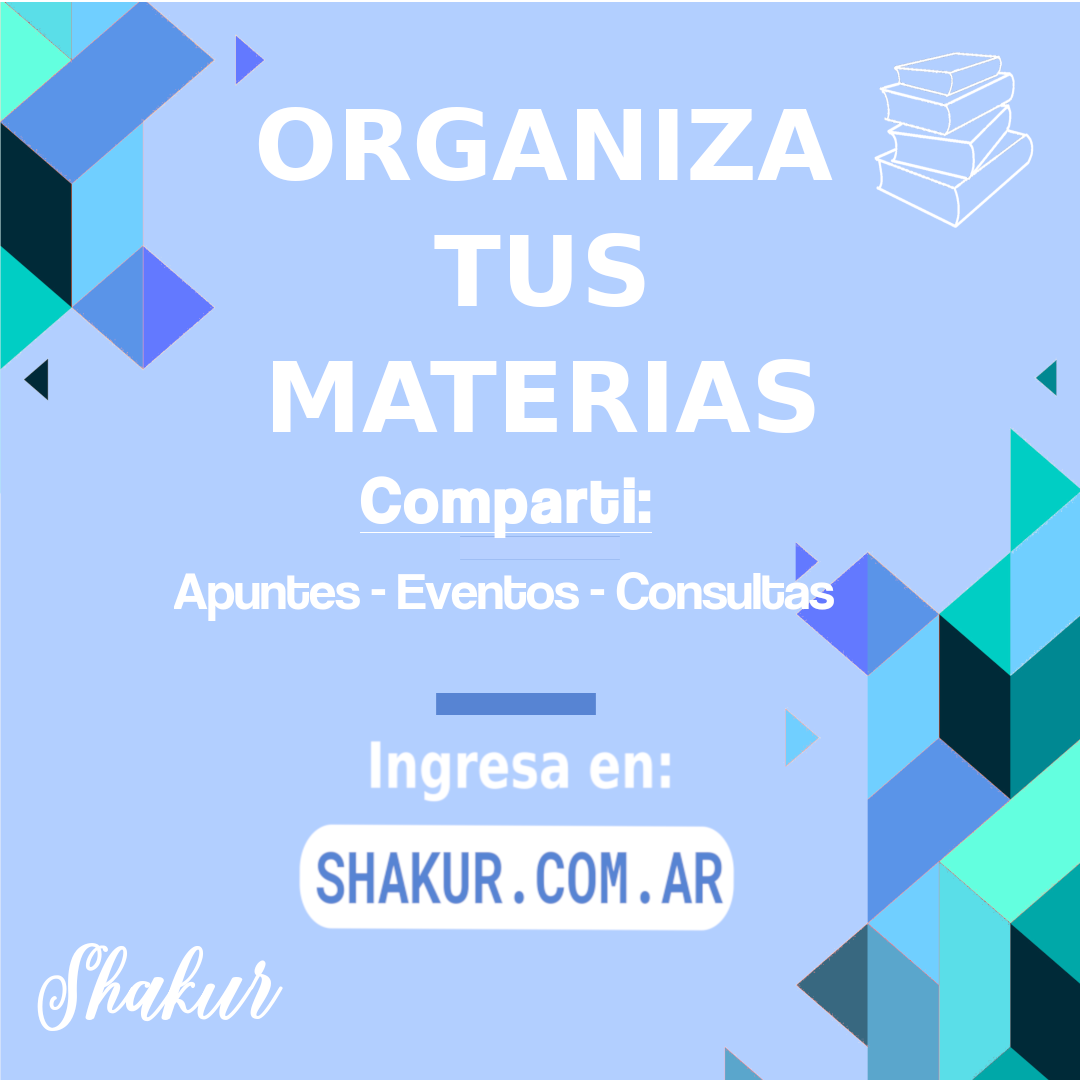 ORGANIZA
TUS
MATERIAS
Comparti:
Apuntes - Eventos - Consultas
Ingresa en:
SHAKUR.COM.AR
Shakur